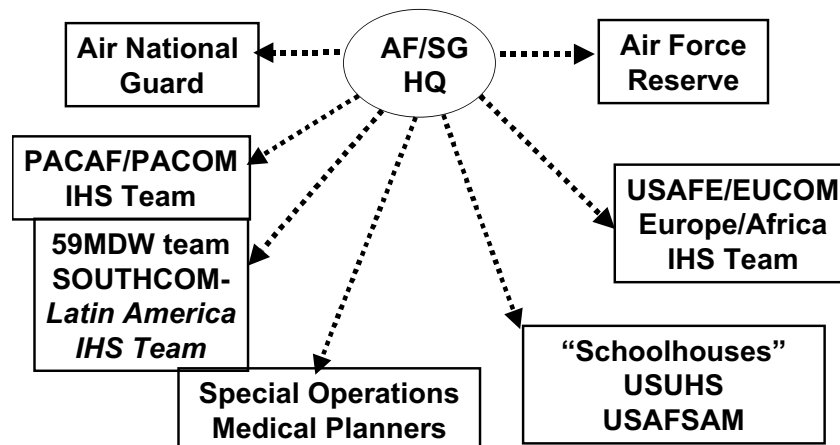 Air National
Guard
AF/SG
HQ
Air Force
Reserve
PACAF/PACOM
IHS Team
USAFE/EUCOM
Europe/Africa
IHS Team
59MDW team
SOUTHCOM-
Latin America
IHS Team
Special Operations
Medical Planners
“Schoolhouses”
USUHS
USAFSAM